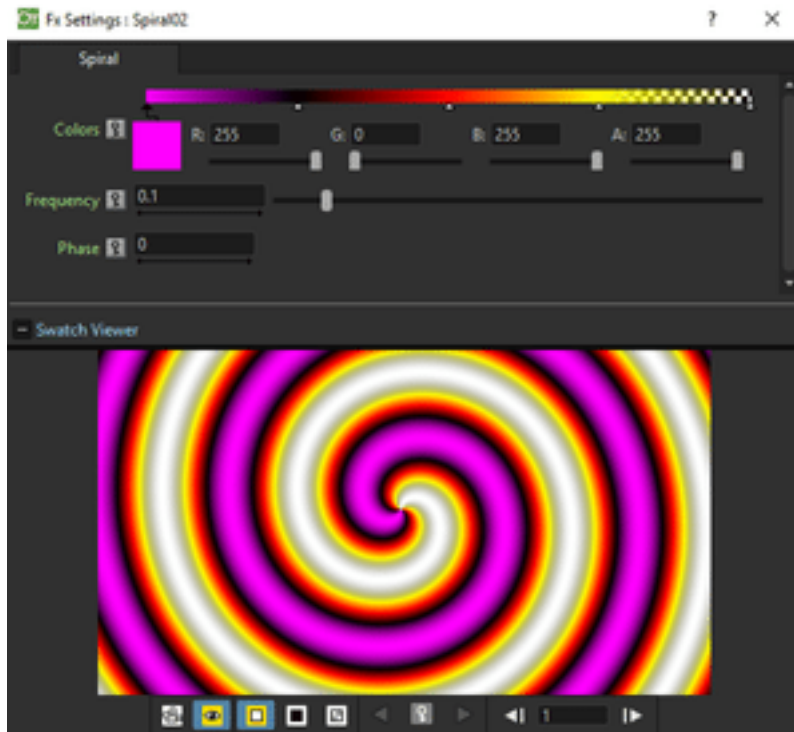 Fx Settings : Spiral02
Spiral
Colors R: 255 G: 0 B: 255 A: 255
Frequency 0.1
Phase 0
Swatch Viewer
1